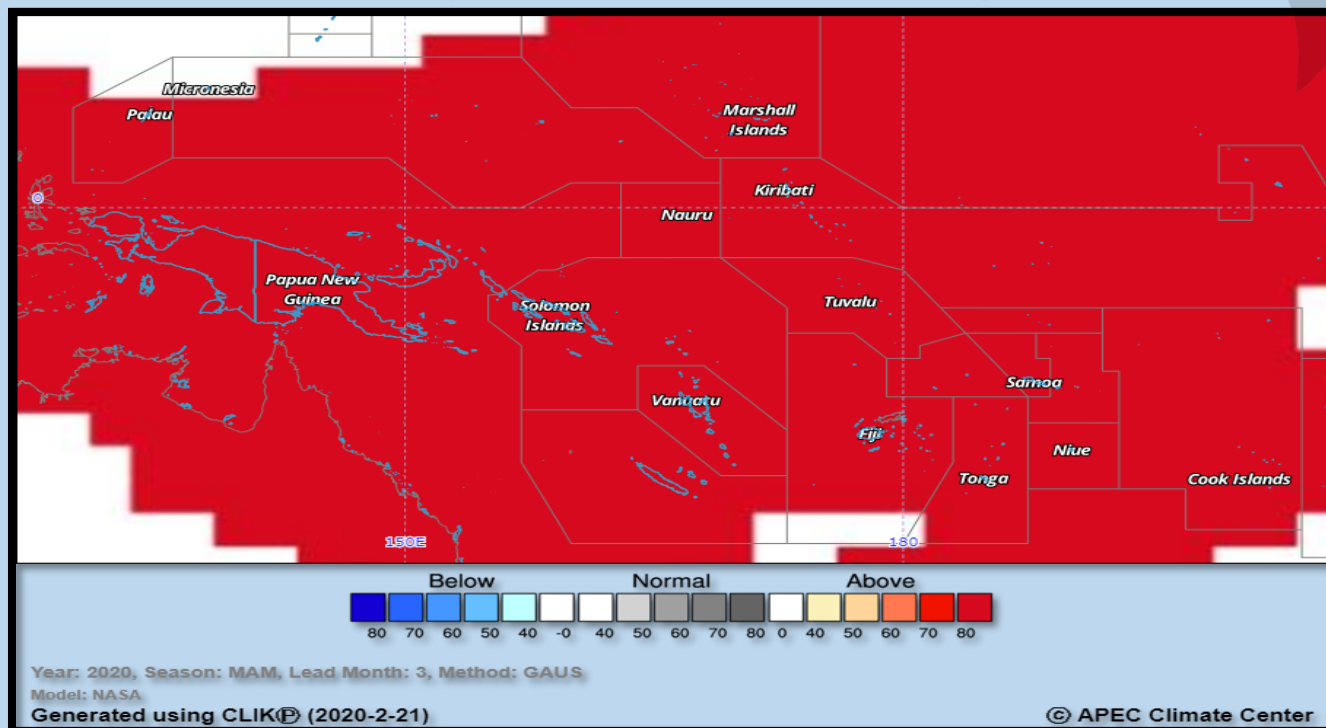 Micronesia
Palau
Marshall
Islands
Kiribati
0
Nauru
Papua New
Guinea
Solomon
Islands
Tuvalu
Samoa
Vanuatu
Fiji
Niue
Tonga
Cook Islands
150E
180
Below Normal Above
80 70 60 50 40 -0 40 50 60 70 80 0 40 50 60 70 80
Year: 2020, Season: MAM, Lead Month: 3, Method: GAUS
Model: NASA
Generated using CLIKⓅ (2020-2-21)
© APEC Climate Center